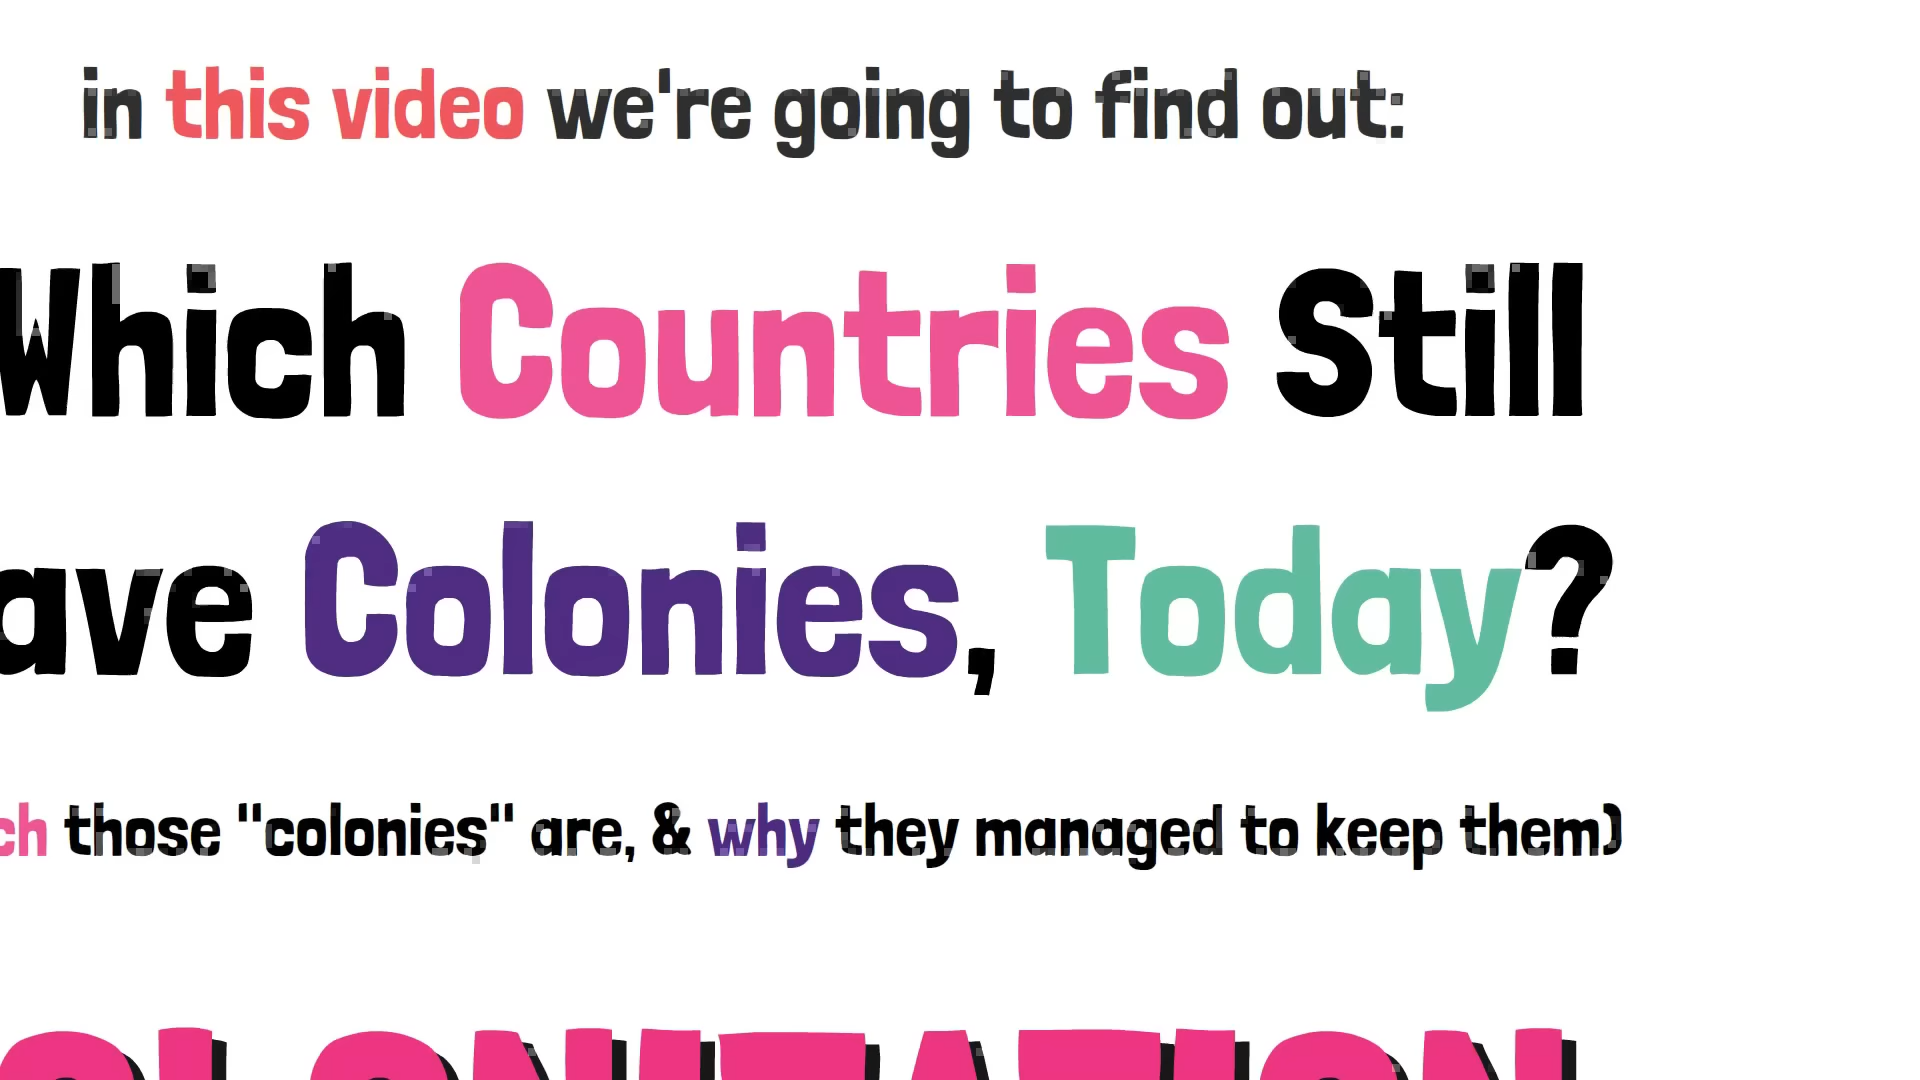 in this video we're going to find out:
Which Countries Still
ave Colonies, Today?
ch those "colonies" are, & why they managed to keep them)